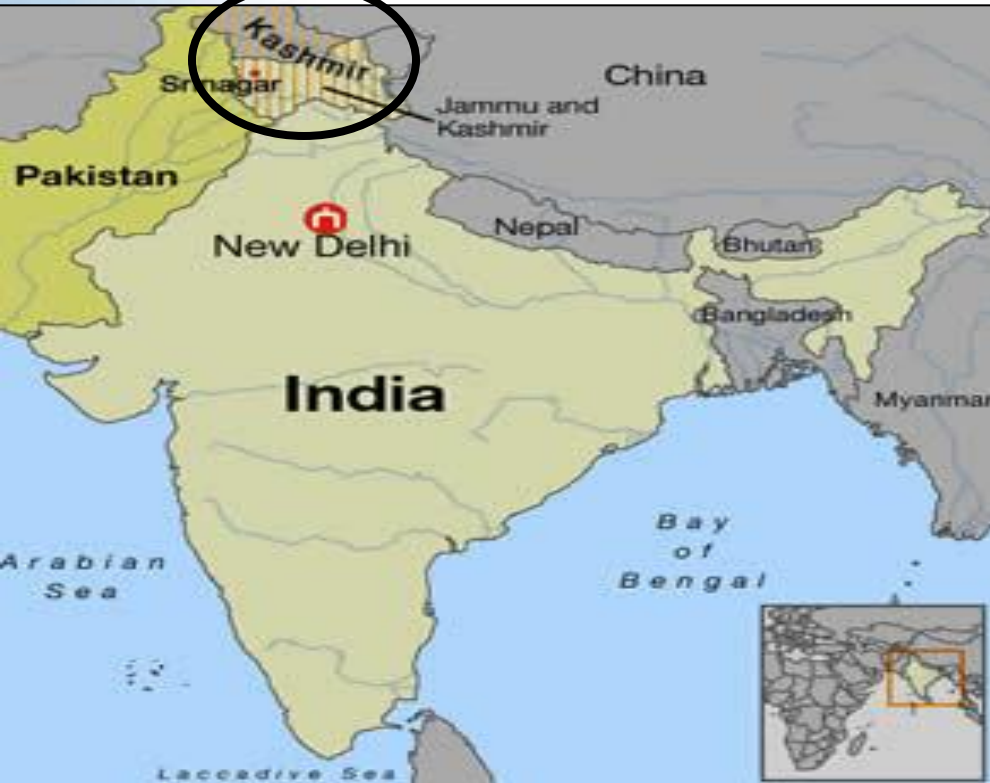 Kashmir
Srinagar
China
Jammu and
Kashmir
Pakistan
New Delhi
Nepal
Bhutan
Bangladesh
India
Myanmar
Bay
of
Bengal
Arabian
Sea
Laccadive Sea